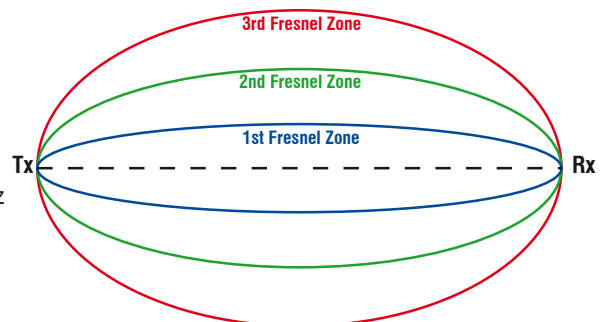 3rd Fresnel Zone
2nd Fresnel Zone
1st Fresnel Zone
Tx
Rx
z